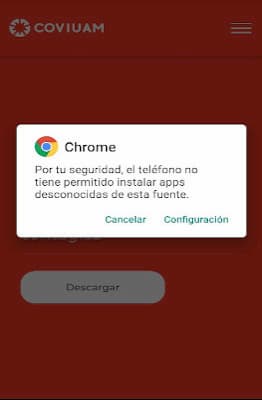 COVIUAM
Chrome
Por tu seguridad, el teléfono no
tiene permitido instalar apps
desconocidas de esta fuente.
Cancelar Configuración
Descargar